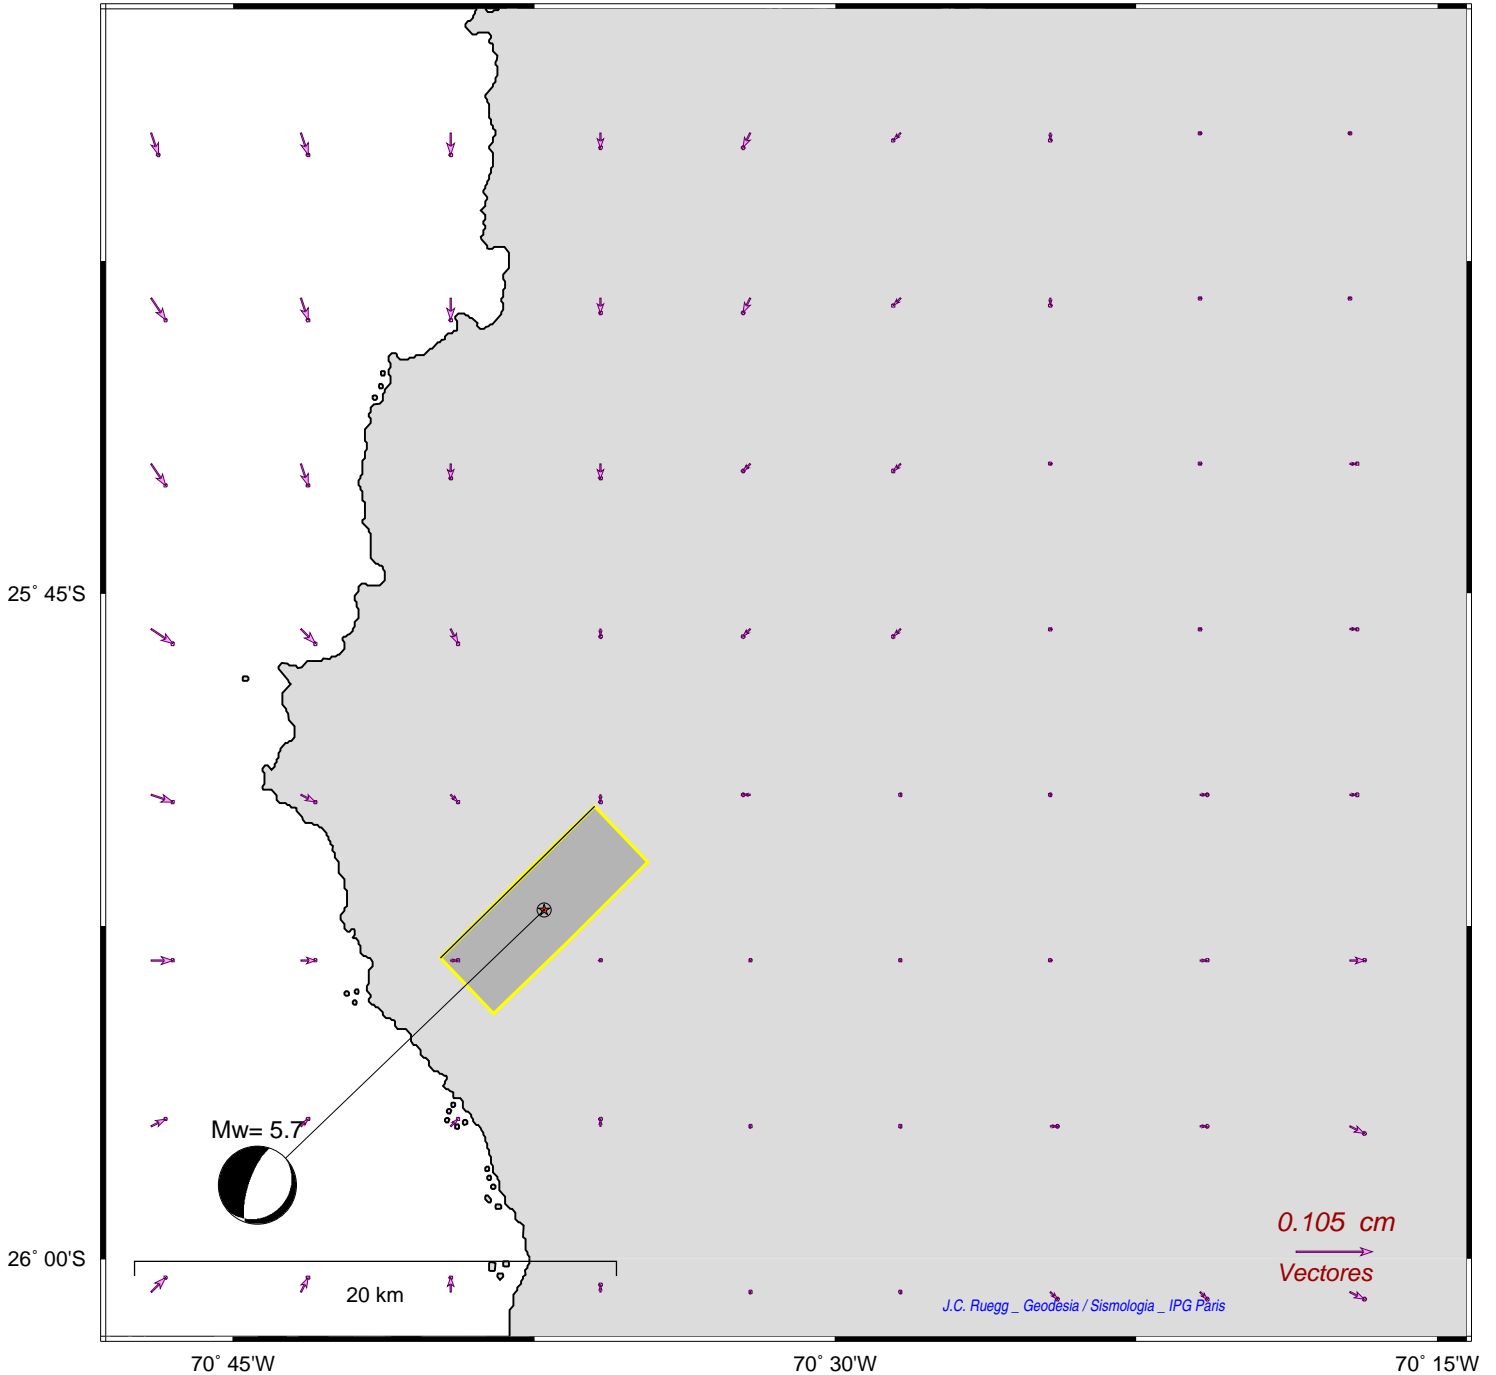 25° 45'S
Mw= 5.7
0.105 cm
26° 00'S
Vectores
20 km
J.C. Ruegg _ Geodesia / Sismologia _ IPG Paris
70° 45'W
70° 30'W
70° 15'W